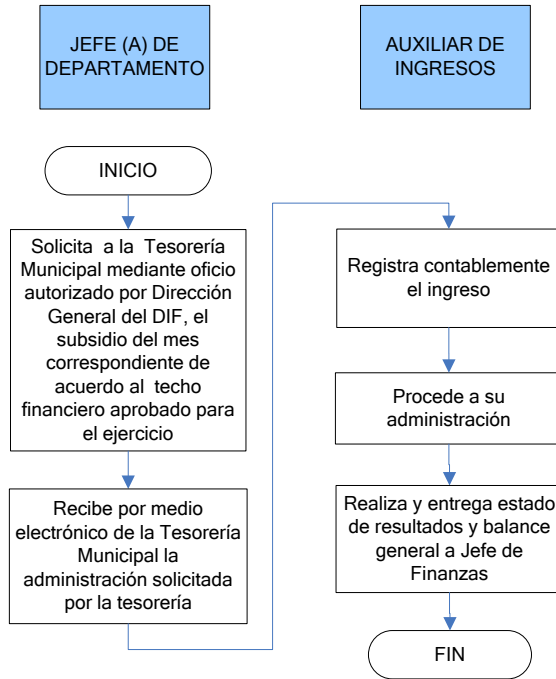 JEFE (A) DE
DEPARTAMENTO
AUXILIAR DE
INGRESOS
INICIO
Solicita a la Tesorería
Municipal mediante oficio
autorizado por Dirección
General del DIF, el
subsidio del mes
correspondiente de
acuerdo al techo
financiero aprobado para
el ejercicio
Recibe por medio
electrónico de la Tesorería
Municipal la
administración solicitada
por la tesorería
Registra contablemente
el ingreso
Procede a su
administración
Realiza y entrega estado
de resultados y balance
general a Jefe de
Finanzas
FIN